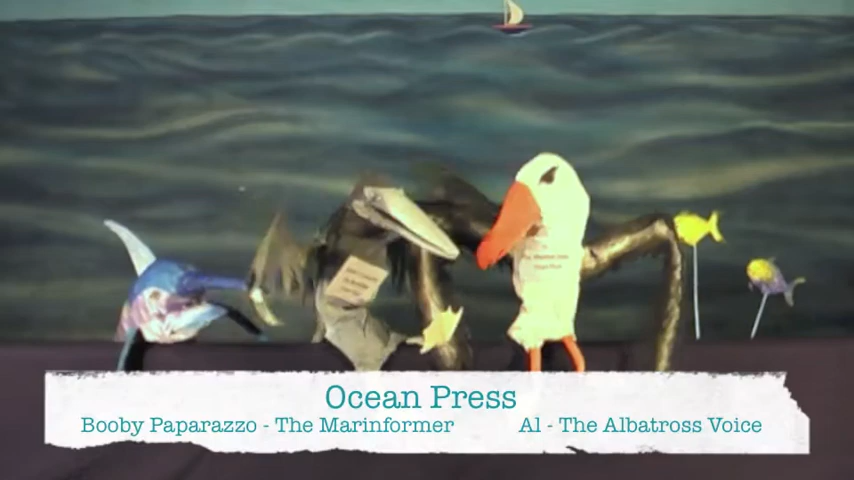 Ocean Press
Booby Paparazzo - The Marinformer Al - The Albatross Voice